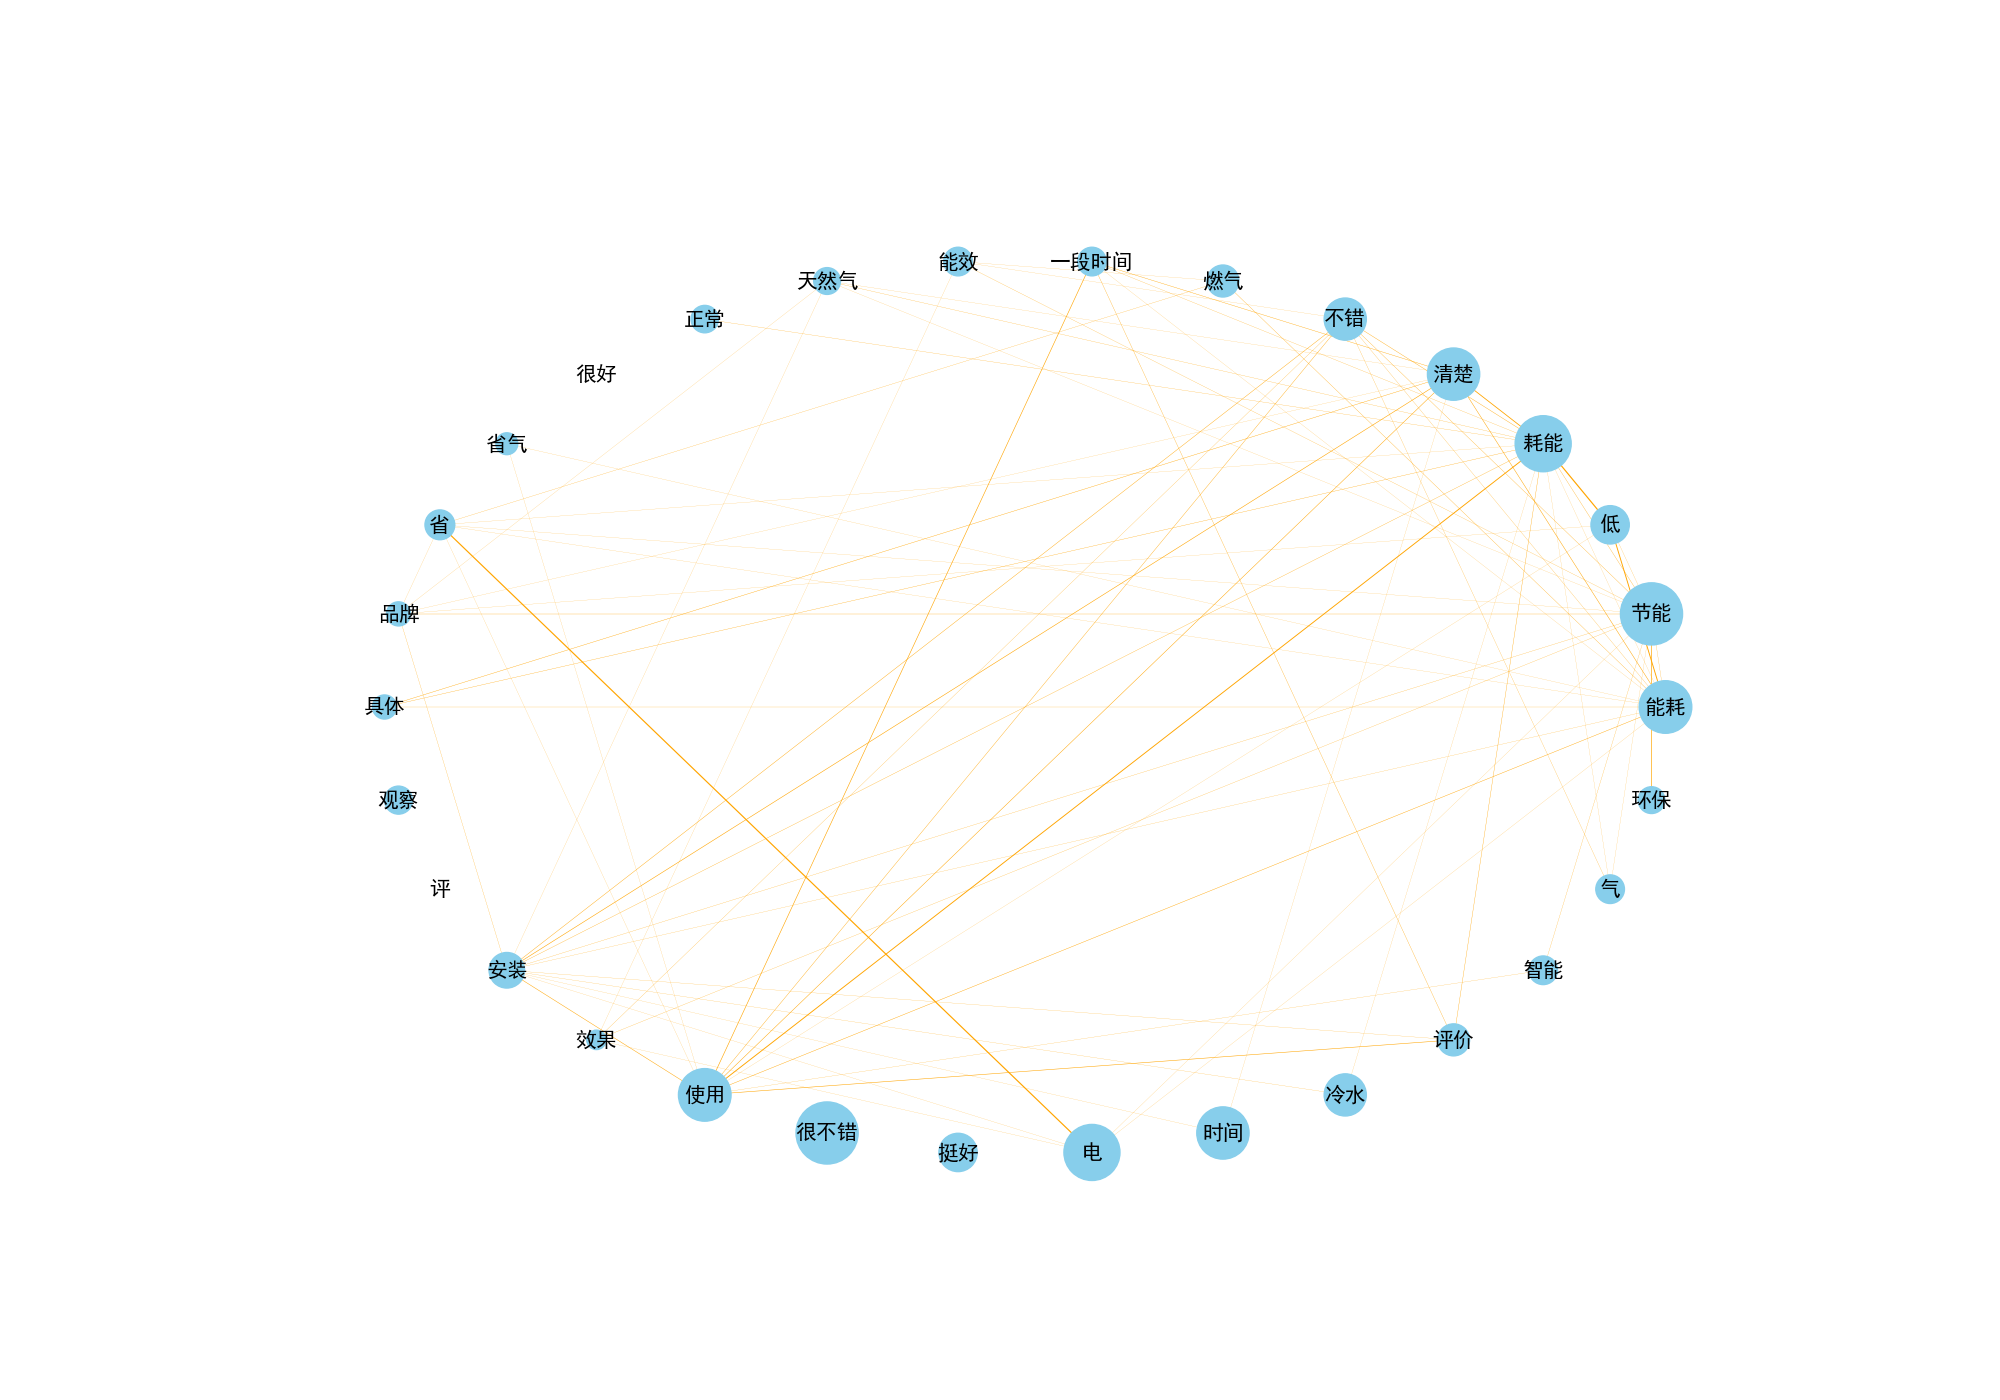 能效
一段时间
天然气
燃气
正常
不错
很好
清楚
省气
耗能
省
低
品牌
节能
具体
能耗
观察
环保
评
气
安装
智能
效果
评价
使用
冷水
很不错
时间
挺好
电